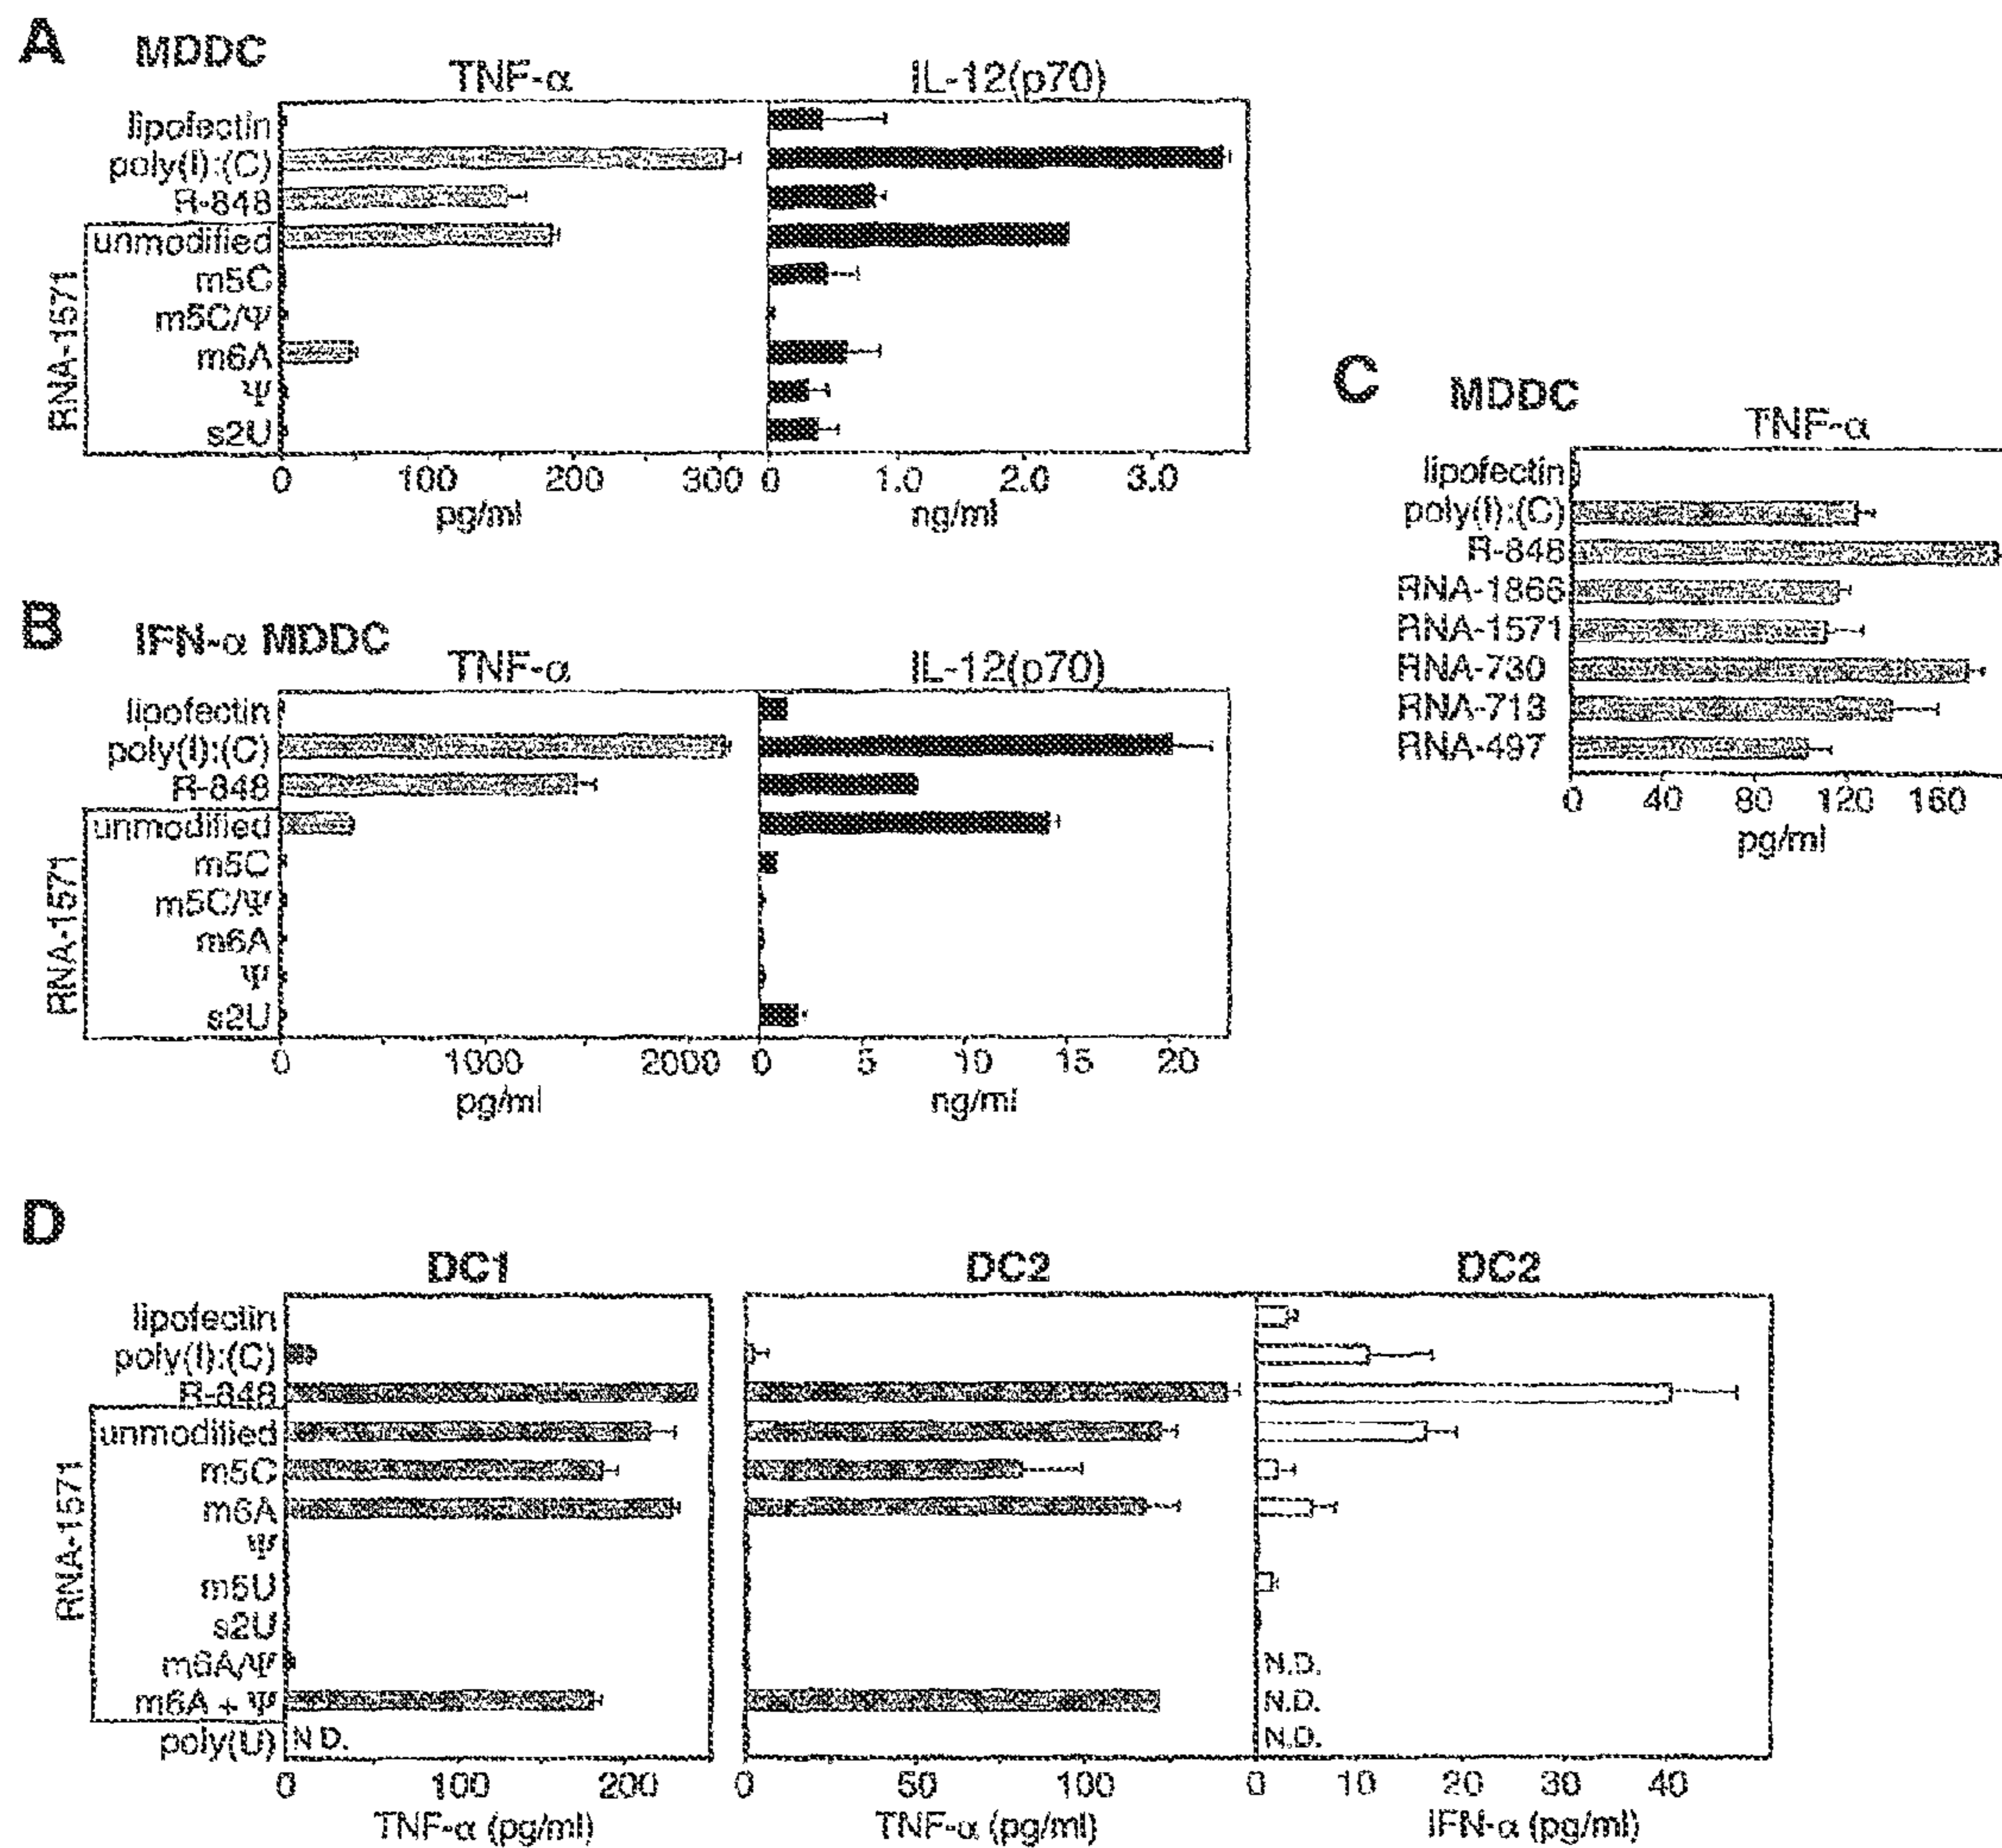 A MDDC
TNF-α IL-12(p70)
lipofectin
poly(I):(C)
R-848
RNA-1571
unmodified
m5C
m5C/Ψ
m6A
Ψ
s2U
0 100 200 300 0 1.0 2.0 3.0
pg/ml ng/ml
B IFN-α MDDC
TNF-α IL-12(p70)
lipofectin
poly(I):(C)
R-848
RNA-1571
unmodified
m5C
m5C/Ψ
m6A
Ψ
s2U
0 1000 2000 0 5 10 15 20
pg/ml ng/ml
C MDDC
TNF-α
lipofectin
poly(I):(C)
R-848
RNA-1866
RNA-1571
RNA-730
RNA-713
RNA-497
0 40 80 120 160
pg/ml
D
DC1 DC2 DC2
lipofectin
poly(I):(C)
R-848
RNA-1571
unmodified
m5C
m6A
Ψ
m5U
s2U
m6A/Ψ N.D.
m6A + Ψ N.D.
poly(U) N.D. N.D.
0 100 200 0 50 100 0 10 20 30 40
TNF-α (pg/ml) TNF-α (pg/ml) IFN-α (pg/ml)